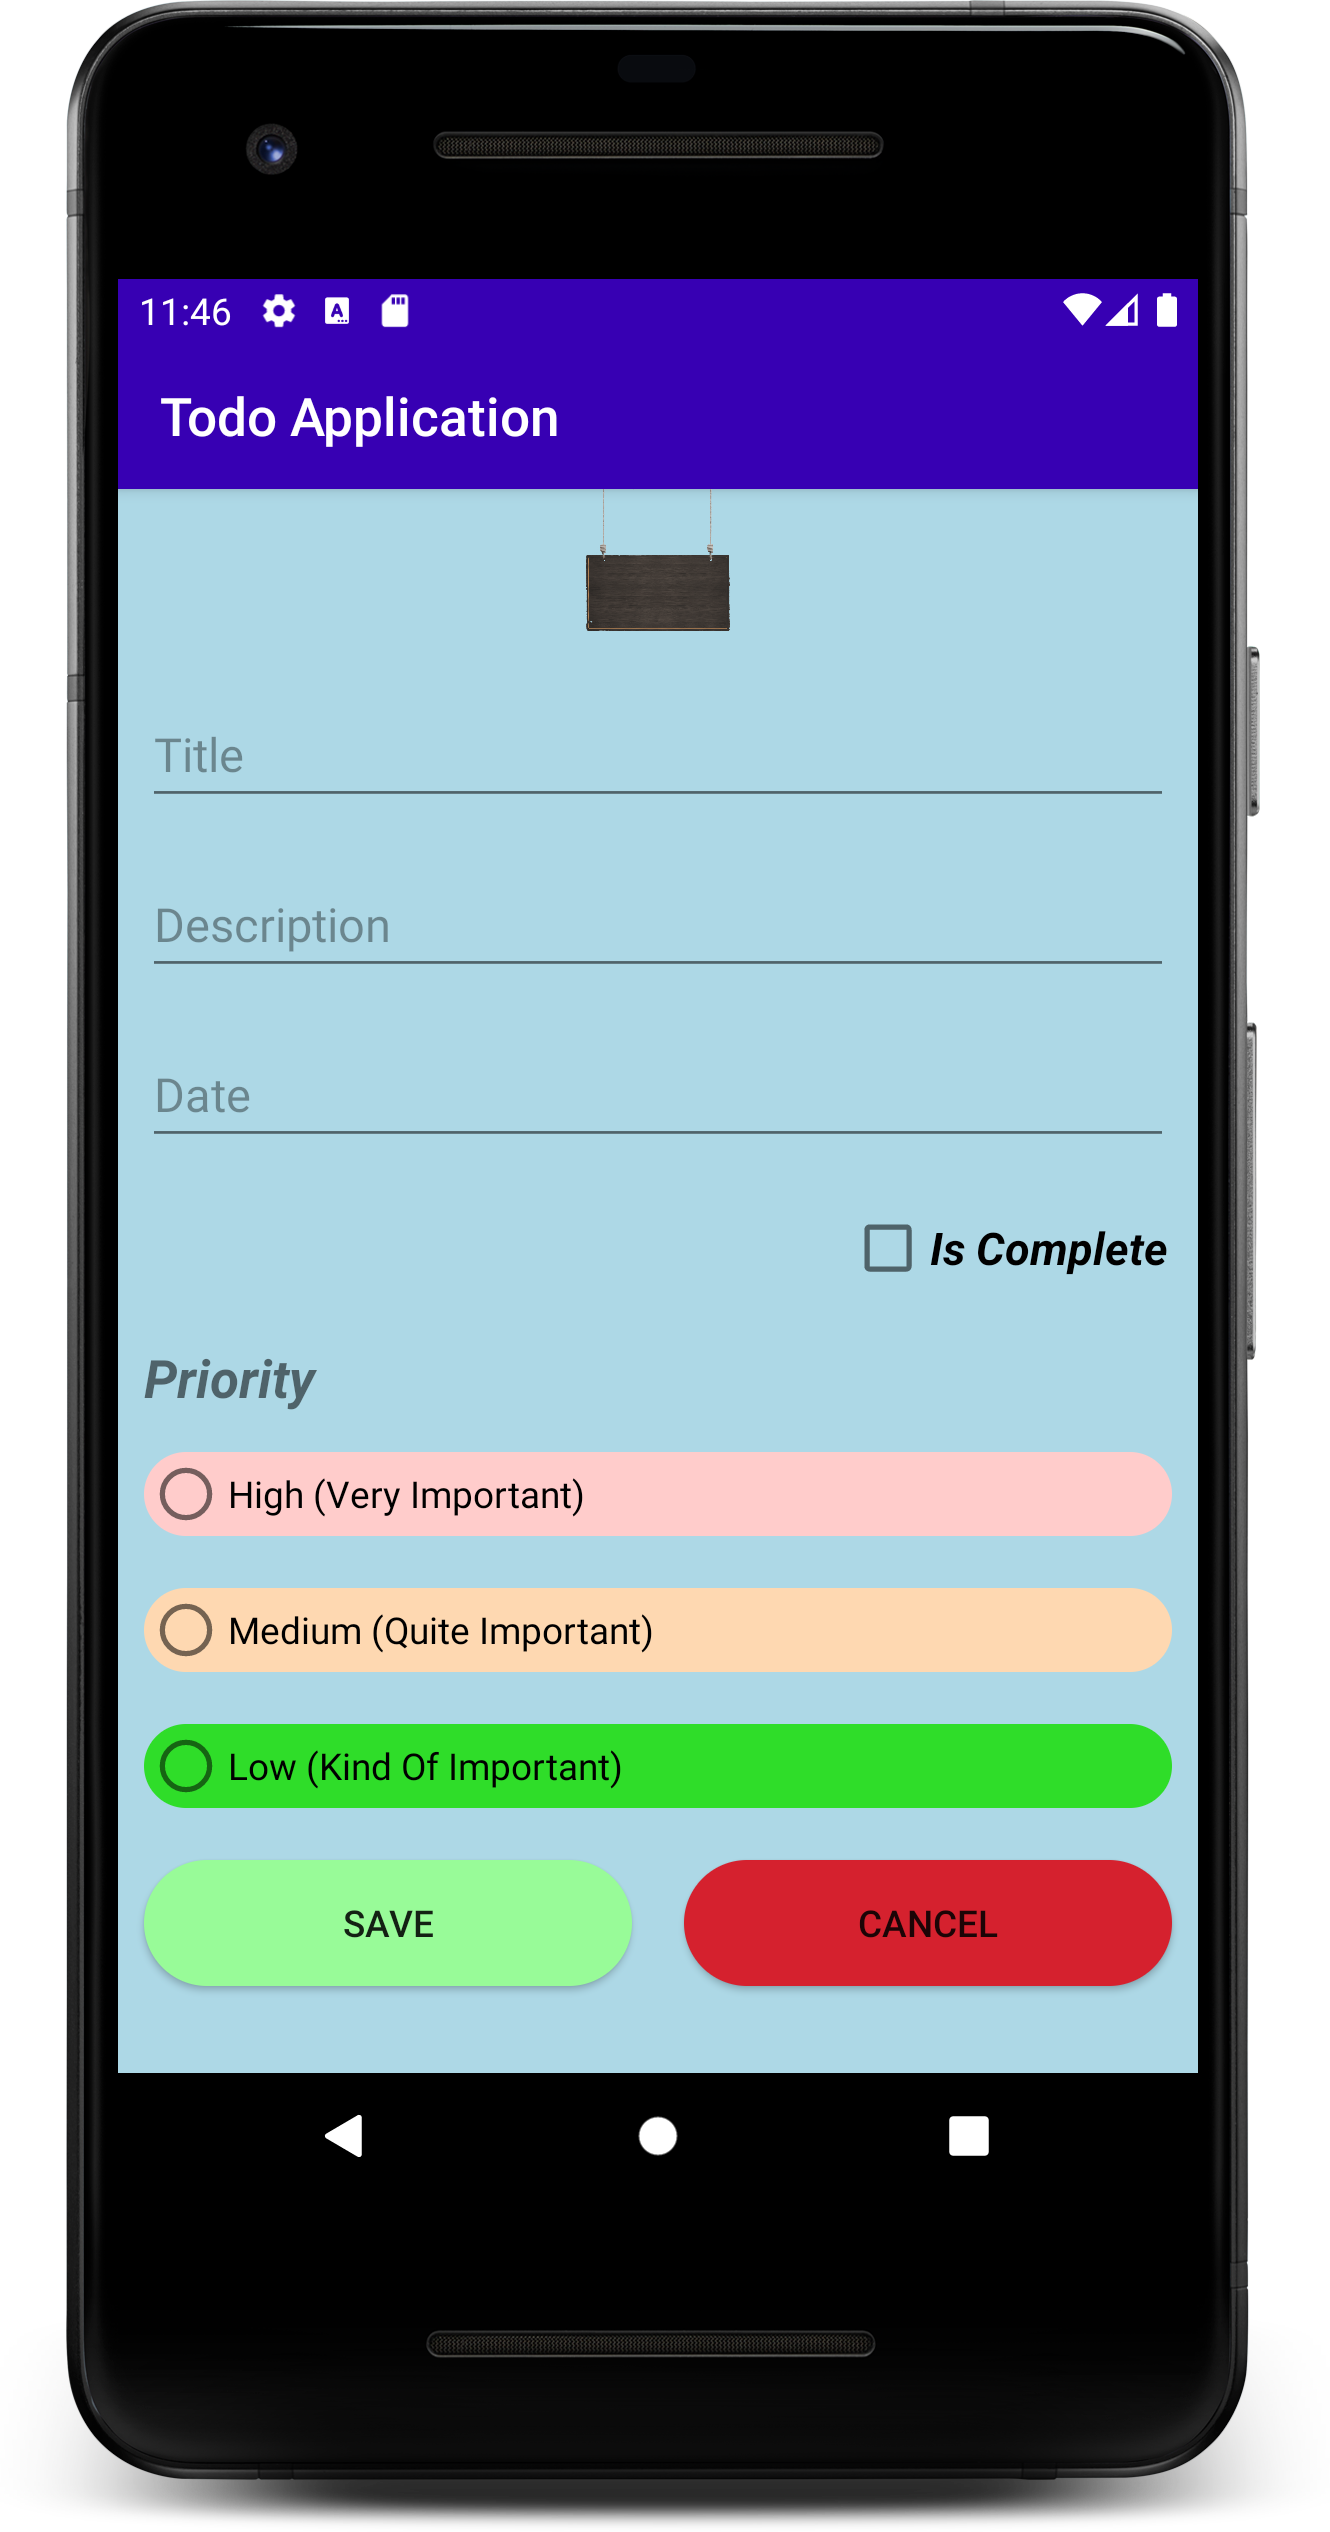 11:46
Todo Application
Title
Description
Date
Is Complete
Priority
High (Very Important)
Medium (Quite Important)
Low (Kind Of Important)
SAVE
CANCEL